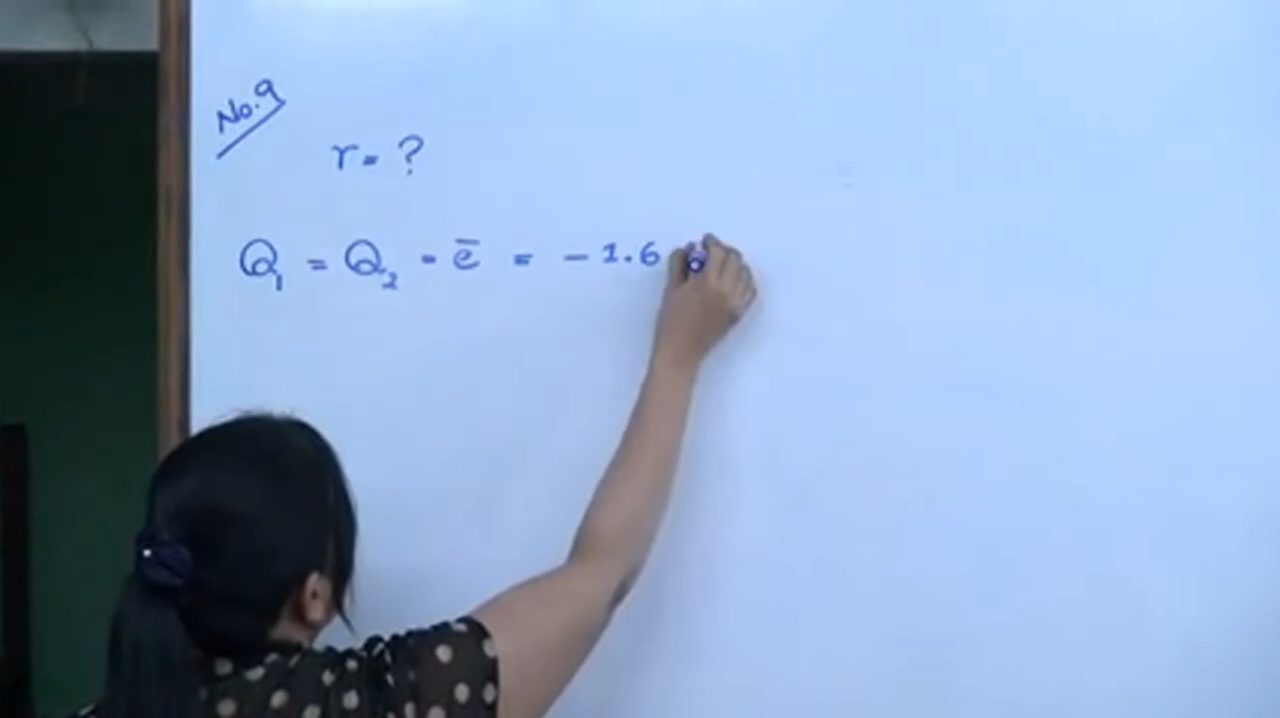 No.9
r = ?
Q₁ = Q₂ = e̅ = - 1.6